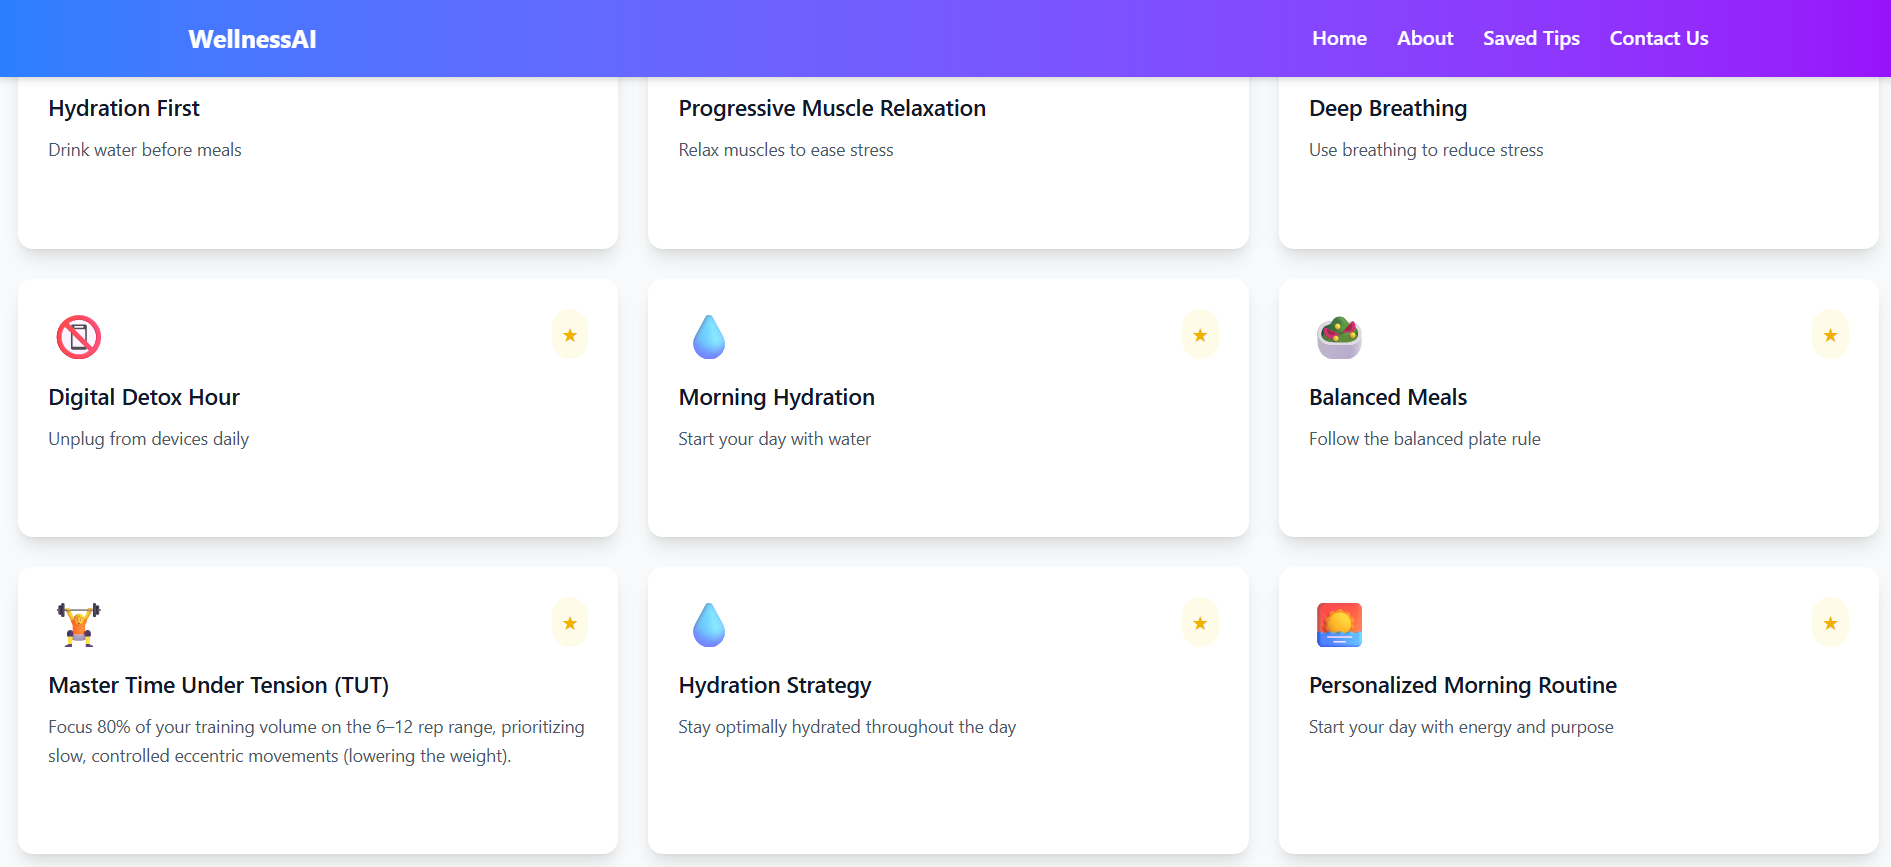 WellnessAI
Home
About
Saved Tips
Contact Us
Hydration First
Drink water before meals
Progressive Muscle Relaxation
Relax muscles to ease stress
Deep Breathing
Use breathing to reduce stress
Digital Detox Hour
Unplug from devices daily
Morning Hydration
Start your day with water
Balanced Meals
Follow the balanced plate rule
Master Time Under Tension (TUT)
Focus 80% of your training volume on the 6–12 rep range, prioritizing
slow, controlled eccentric movements (lowering the weight).
Hydration Strategy
Stay optimally hydrated throughout the day
Personalized Morning Routine
Start your day with energy and purpose